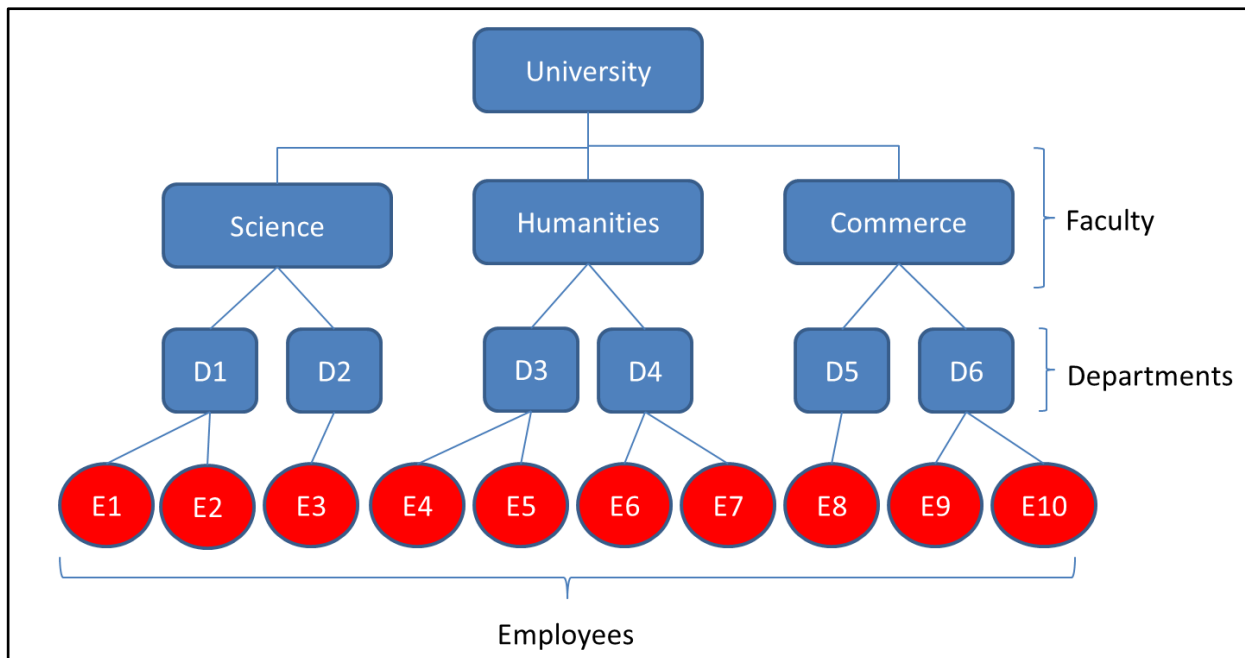 University
Science
Humanities
Commerce
Faculty
D1
D2
D3
D4
D5
D6
Departments
E1
E2
E3
E4
E5
E6
E7
E8
E9
E10
Employees